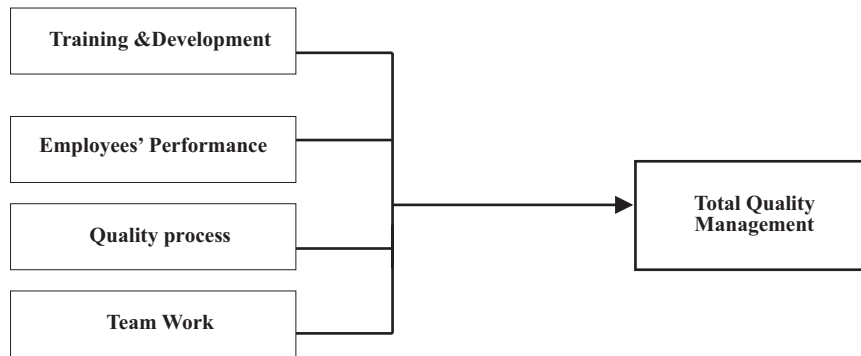 Training &Development
Employees’ Performance
Quality process
Team Work
Total Quality
Management